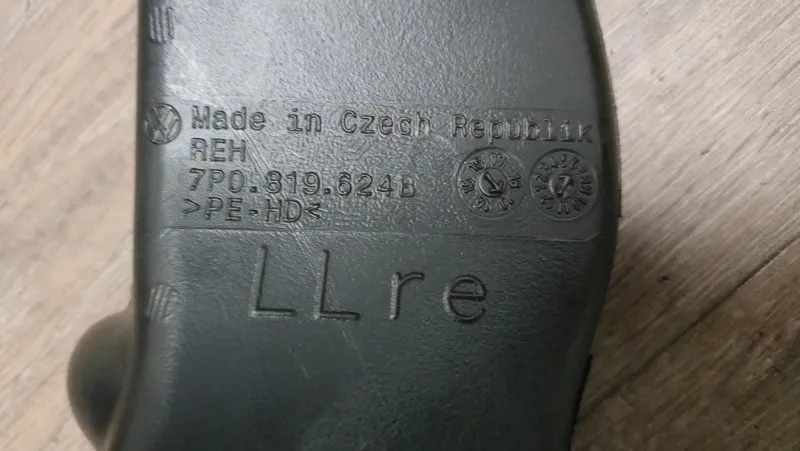 Made in Czech Republik
REH
7P0.819.624B
>PE-HD<
LLre